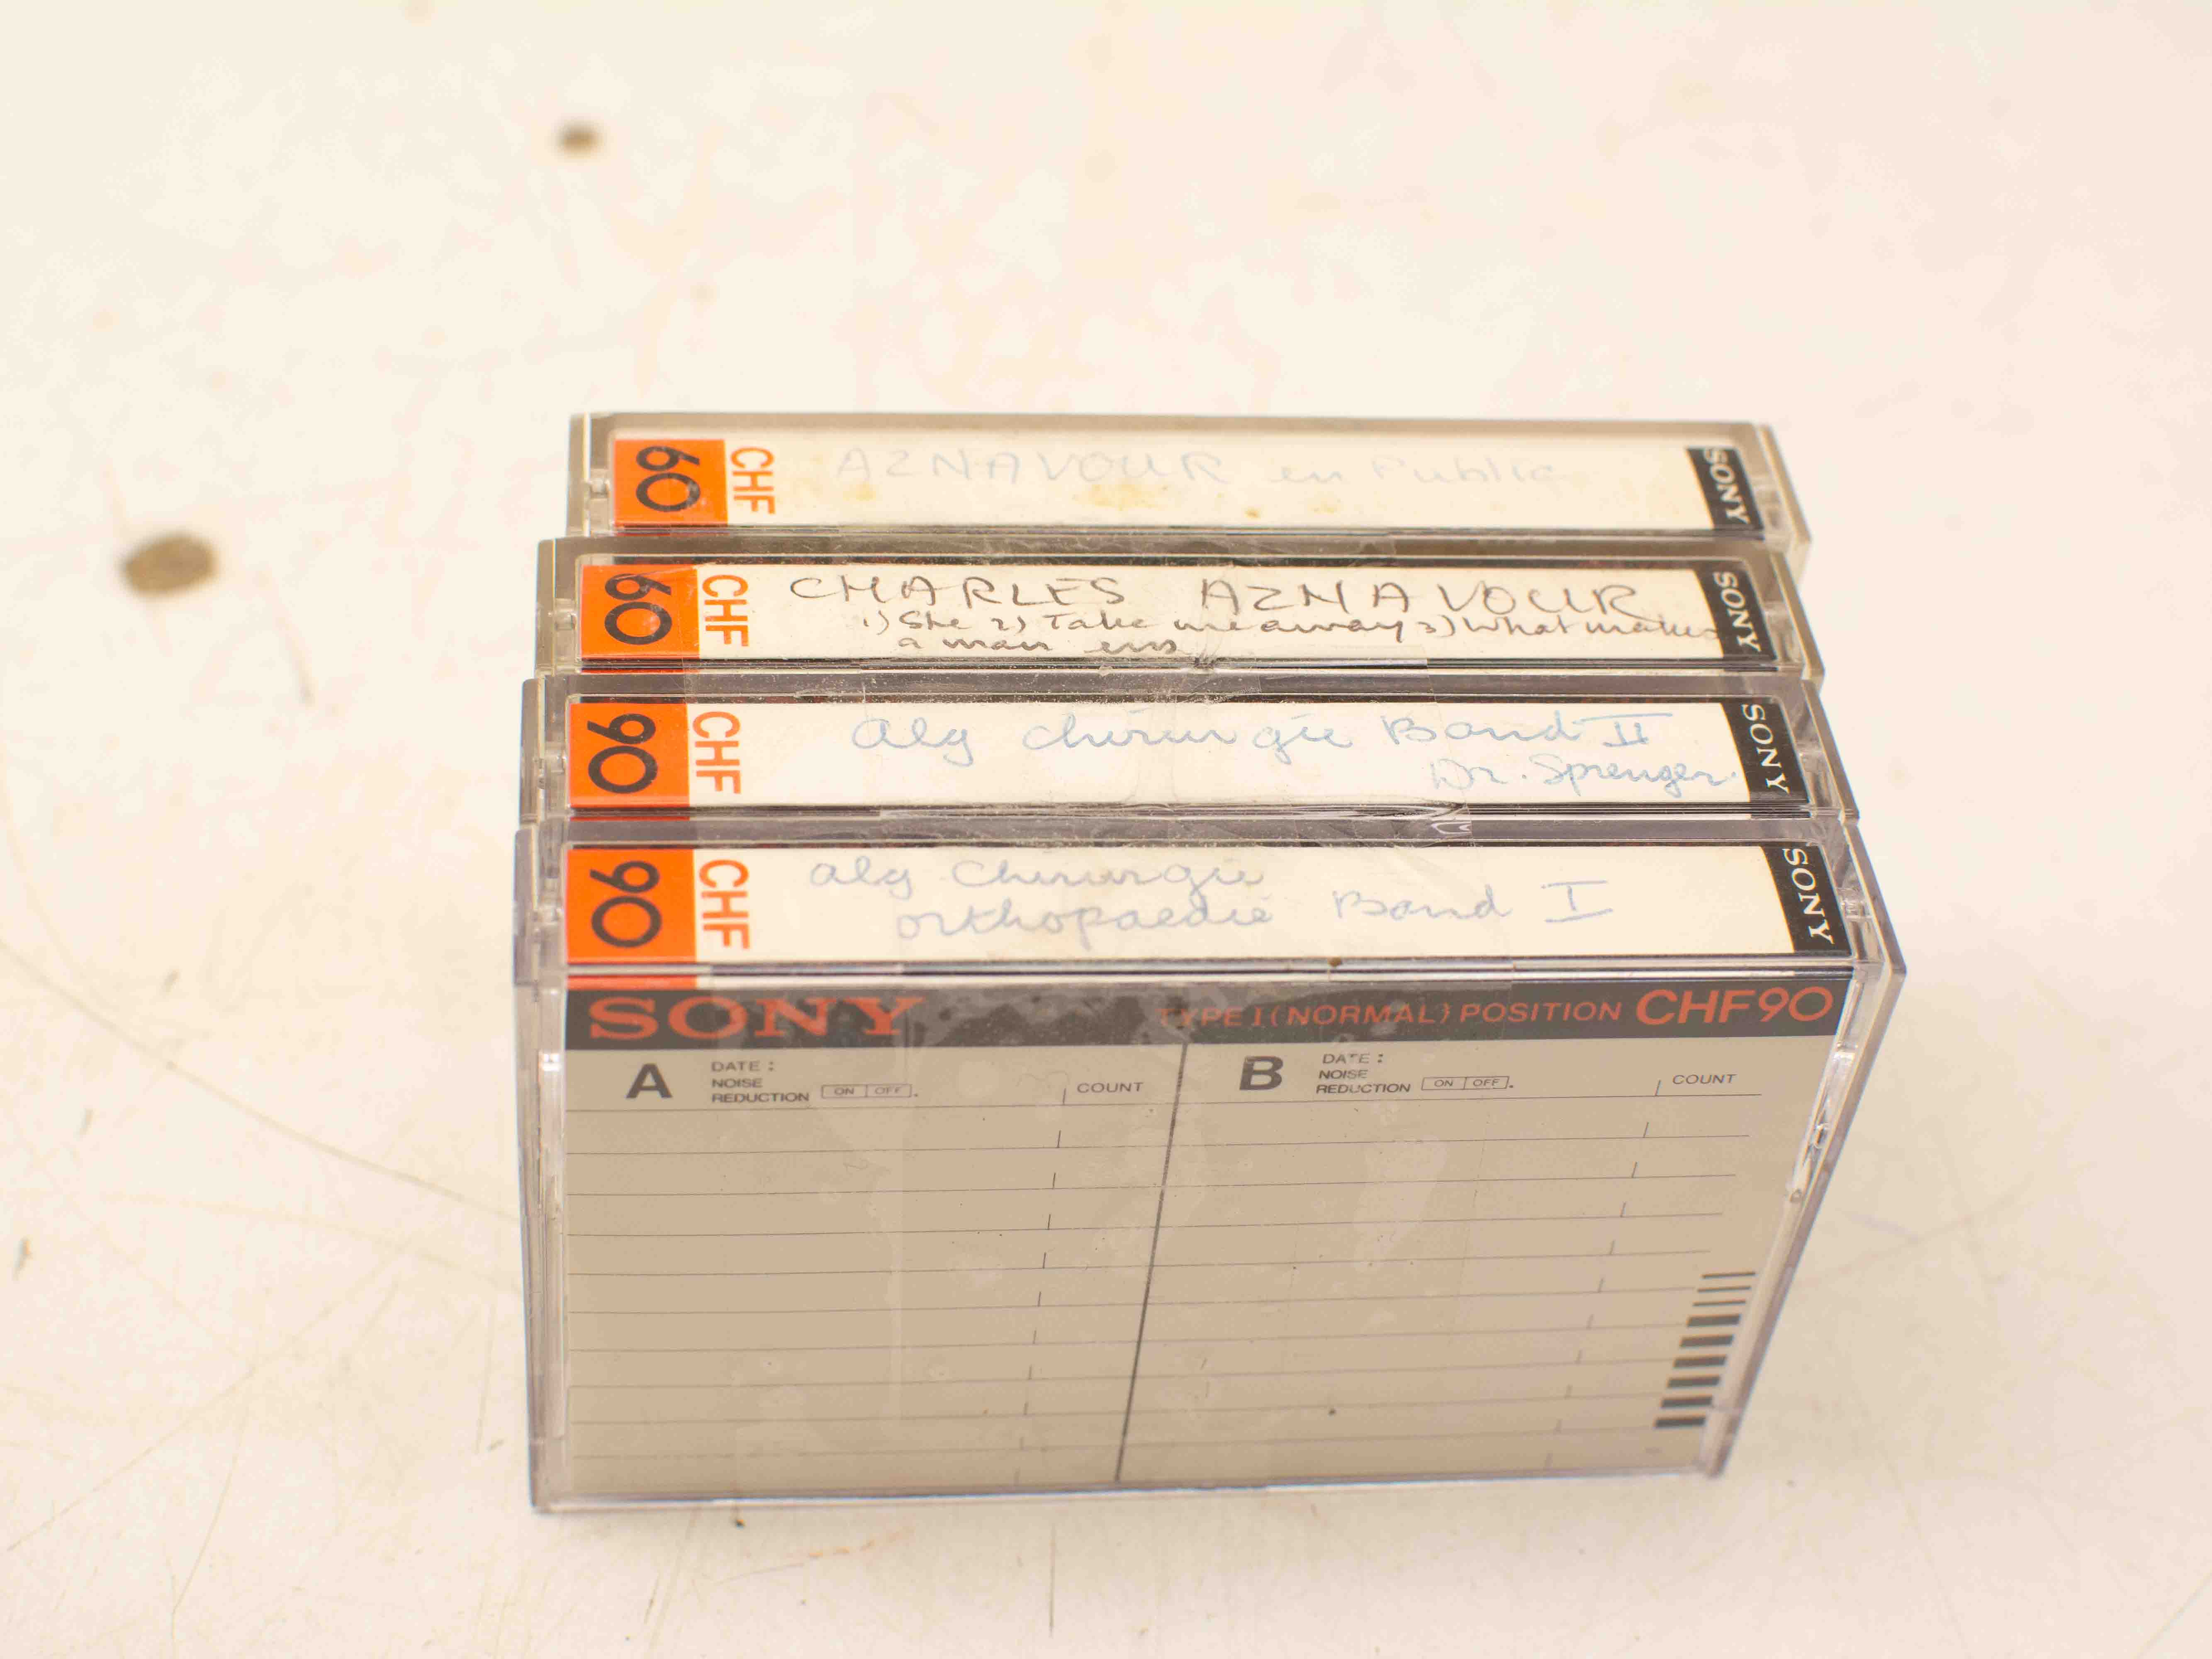 60 CHF AZNAVOUR en Public SONY
60 CHF CHARLES AZNAVOUR SONY
1) She 2) Take me away 3) What makes
a man enz
90 CHF alg chirurgie Band II SONY
Dr. Sprenger.
90 CHF alg chirurgie SONY
orthopaedie Band I
SONY TYPE I (NORMAL) POSITION CHF90
A DATE: NOISE REDUCTION ON OFF. COUNT
B DATE: NOISE REDUCTION ON OFF. COUNT